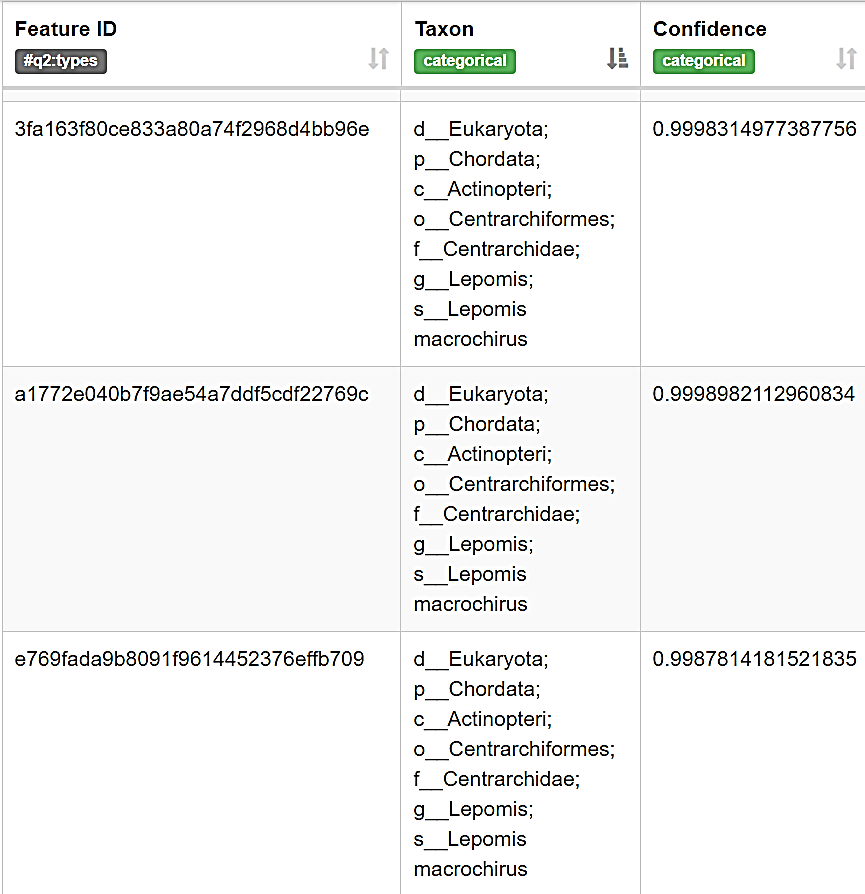 Feature ID Taxon Confidence
#q2:types categorical categorical
3fa163f80ce833a80a74f2968d4bb96e d__Eukaryota; 0.9998314977387756
p__Chordata;
c__Actinopteri;
o__Centrarchiformes;
f__Centrarchidae;
g__Lepomis;
s__Lepomis
macrochirus
a1772e040b7f9ae54a7ddf5cdf22769c d__Eukaryota; 0.9998982112960834
p__Chordata;
c__Actinopteri;
o__Centrarchiformes;
f__Centrarchidae;
g__Lepomis;
s__Lepomis
macrochirus
e769fada9b8091f9614452376effb709 d__Eukaryota; 0.9987814181521835
p__Chordata;
c__Actinopteri;
o__Centrarchiformes;
f__Centrarchidae;
g__Lepomis;
s__Lepomis
macrochirus